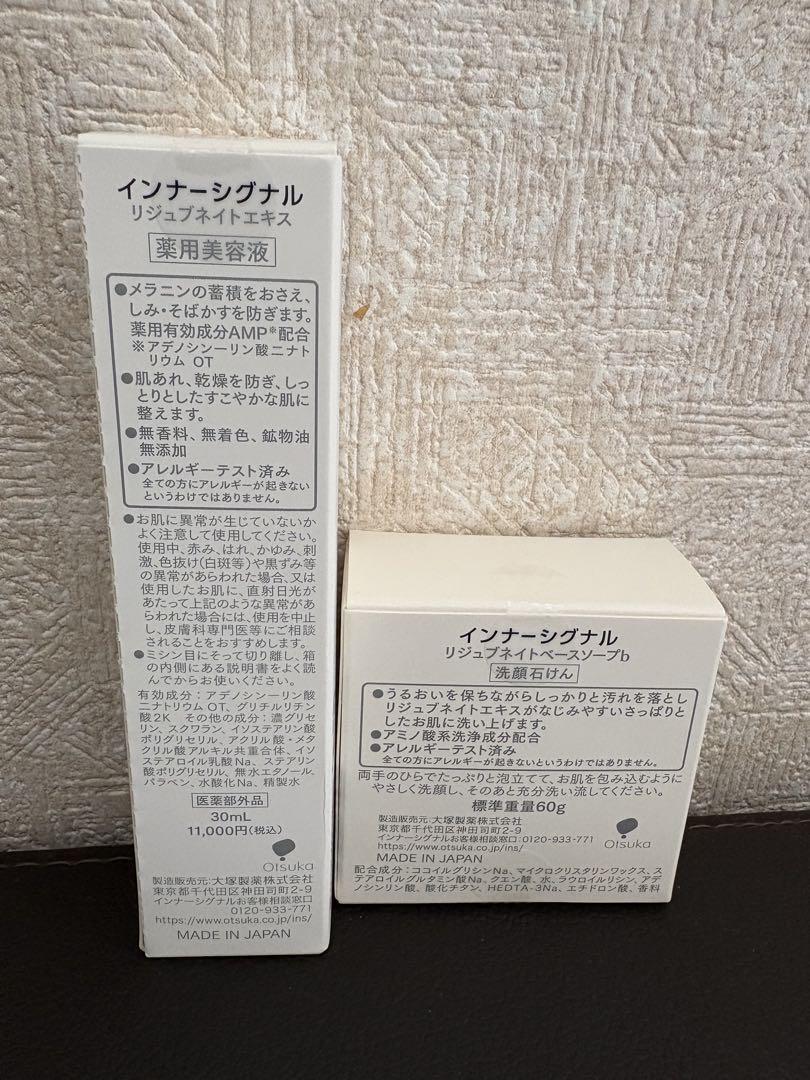 インナーシグナル
リジュブネイトエキス
薬用美容液
●メラニンの蓄積をおさえ、
しみ・そばかすを防ぎます。
薬用有効成分AMP※配合
※アデノシン一リン酸二ナト
リウム OT
●肌あれ、乾燥を防ぎ、しっ
とりとしたすこやかな肌に
整えます。
●無香料、無着色、鉱物油
無添加
●アレルギーテスト済み
全ての方にアレルギーが起きない
というわけではありません。
●お肌に異常が生じていないか
よく注意して使用してください。
使用中、赤み、はれ、かゆみ、刺
激、色抜け(白斑等)や黒ずみ等
の異常があらわれた場合、又は
使用したお肌に、直射日光が
あたって上記のような異常があ
らわれた場合には、使用を中止
し、皮膚科専門医等にご相談
されることをおすすめします。
●ミシン目にそって切り離し、箱
の内側にある説明書をよく読
んでからお使いください。
有効成分:アデノシン一リン酸
二ナトリウム OT、グリチルリチン
酸2K その他の成分:濃グリセ
リン、スクワラン、イソステアリン酸
ポリグリセリル、アクリル酸・メタ
クリル酸アルキル共重合体、イソ
ステアロイル乳酸Na、ステアリン
酸ポリグリセリル、無水エタノール、
パラベン、水酸化Na、精製水
医薬部外品
30mL
11,000円(税込)
Otsuka
製造販売元:大塚製薬株式会社
東京都千代田区神田司町2-9
インナーシグナルお客様相談窓口
0120-933-771
https://www.otsuka.co.jp/ins/
MADE IN JAPAN
インナーシグナル
リジュブネイトベースソープb
洗顔石けん
●うるおいを保ちながらしっかりと汚れを落とし
リジュブネイトエキスがなじみやすいさっぱりと
したお肌に洗い上げます。
●アミノ酸系洗浄成分配合
●アレルギーテスト済み
全ての方にアレルギーが起きないというわけではありません。
両手のひらでたっぷりと泡立てて、お肌を包み込むように
やさしく洗顔し、そのあと充分洗い流してください。
標準重量60g
製造販売元:大塚製薬株式会社
東京都千代田区神田司町2-9
インナーシグナルお客様相談窓口:0120-933-771
https://www.otsuka.co.jp/ins/
MADE IN JAPAN
Otsuka
配合成分:ココイルグリシンNa、マイクロクリスタリンワックス、ス
テアロイルグルタミン酸Na、クエン酸、水、ラウロイルリシン、アデ
ノシンリン酸、酸化チタン、HEDTA-3Na、エチドロン酸、香料